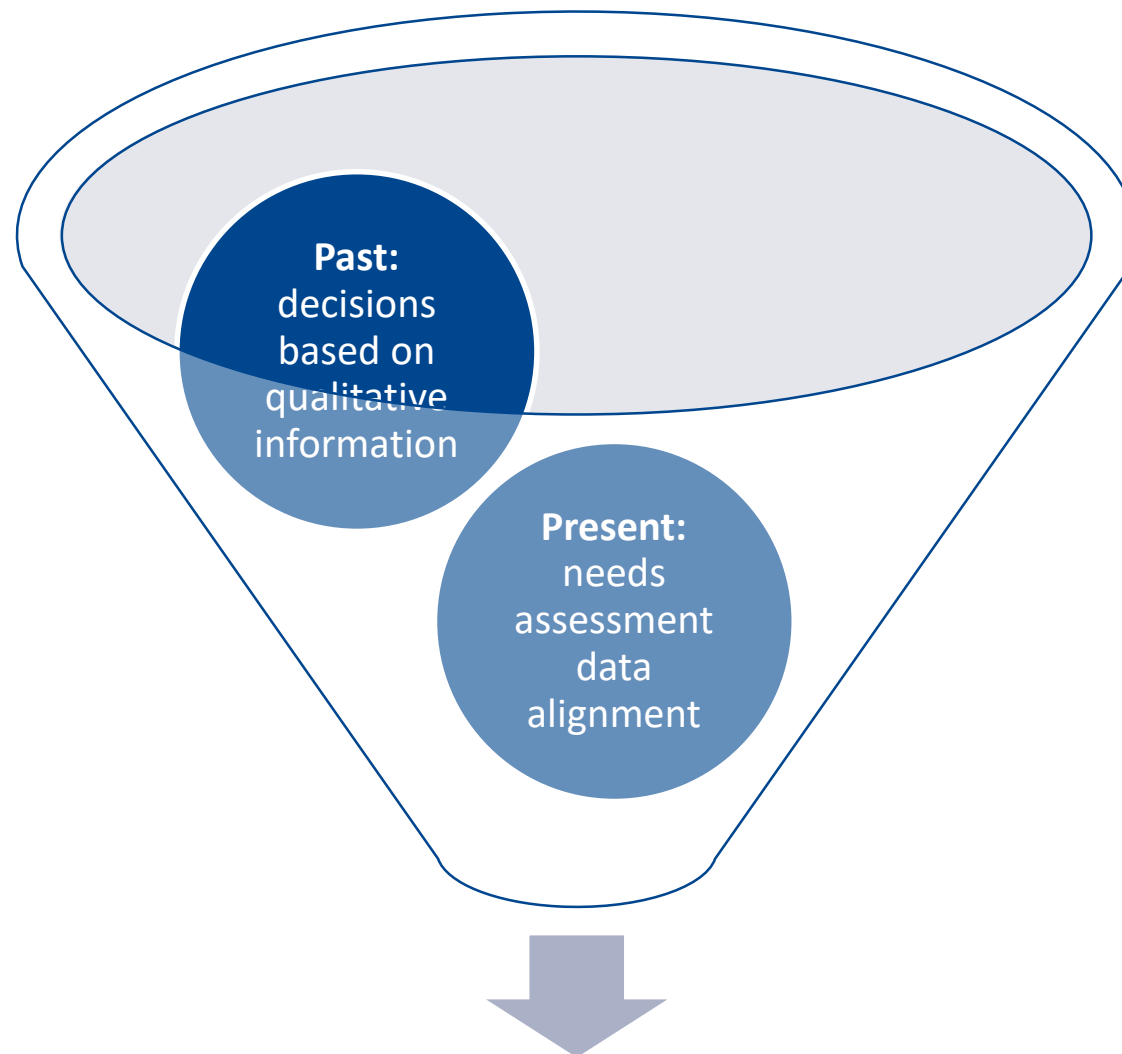 Past:
decisions
based on
qualitative
information
Present:
needs
assessment
data
alignment